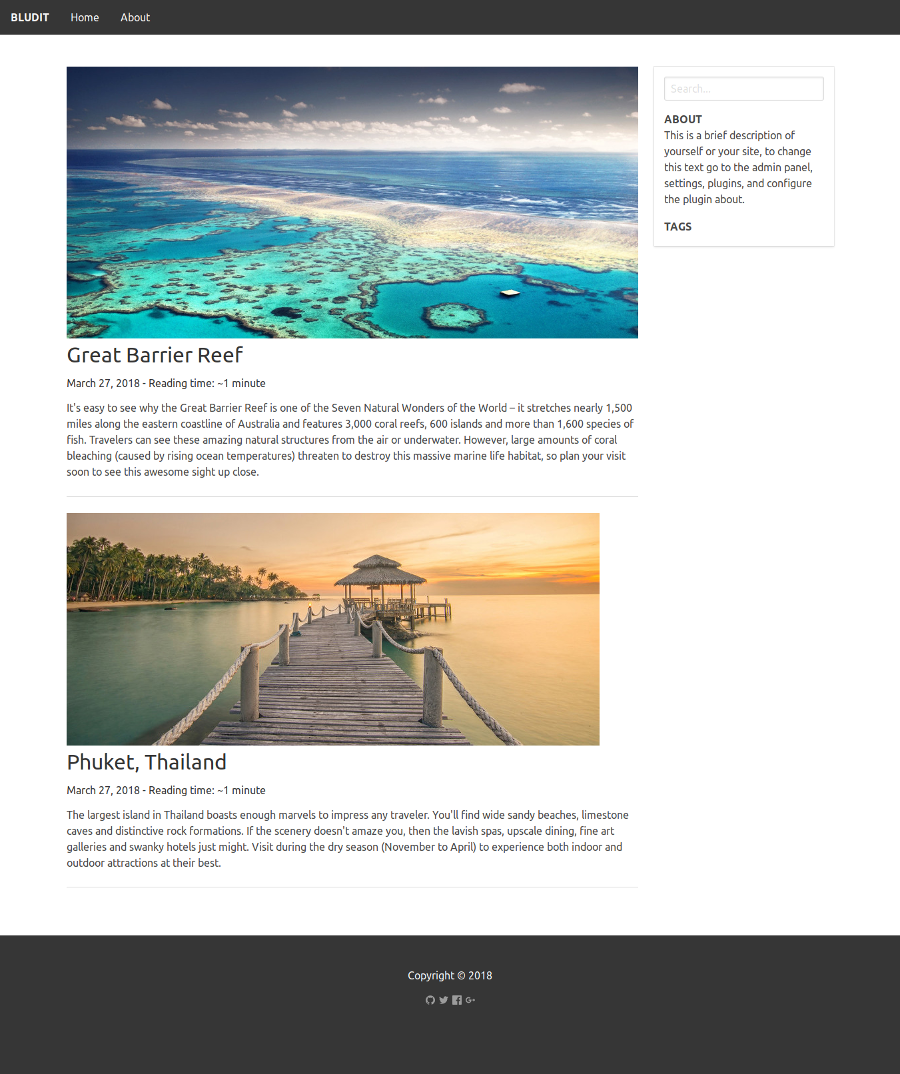 BLUDIT Home About
Search...
ABOUT
This is a brief description of
yourself or your site, to change
this text go to the admin panel,
settings, plugins, and configure
the plugin about.
TAGS
Great Barrier Reef
March 27, 2018 - Reading time: ~1 minute
It's easy to see why the Great Barrier Reef is one of the Seven Natural Wonders of the World – it stretches nearly 1,500
miles along the eastern coastline of Australia and features 3,000 coral reefs, 600 islands and more than 1,600 species of
fish. Travelers can see these amazing natural structures from the air or underwater. However, large amounts of coral
bleaching (caused by rising ocean temperatures) threaten to destroy this massive marine life habitat, so plan your visit
soon to see this awesome sight up close.
Phuket, Thailand
March 27, 2018 - Reading time: ~1 minute
The largest island in Thailand boasts enough marvels to impress any traveler. You'll find wide sandy beaches, limestone
caves and distinctive rock formations. If the scenery doesn't amaze you, then the lavish spas, upscale dining, fine art
galleries and swanky hotels just might. Visit during the dry season (November to April) to experience both indoor and
outdoor attractions at their best.
Copyright © 2018